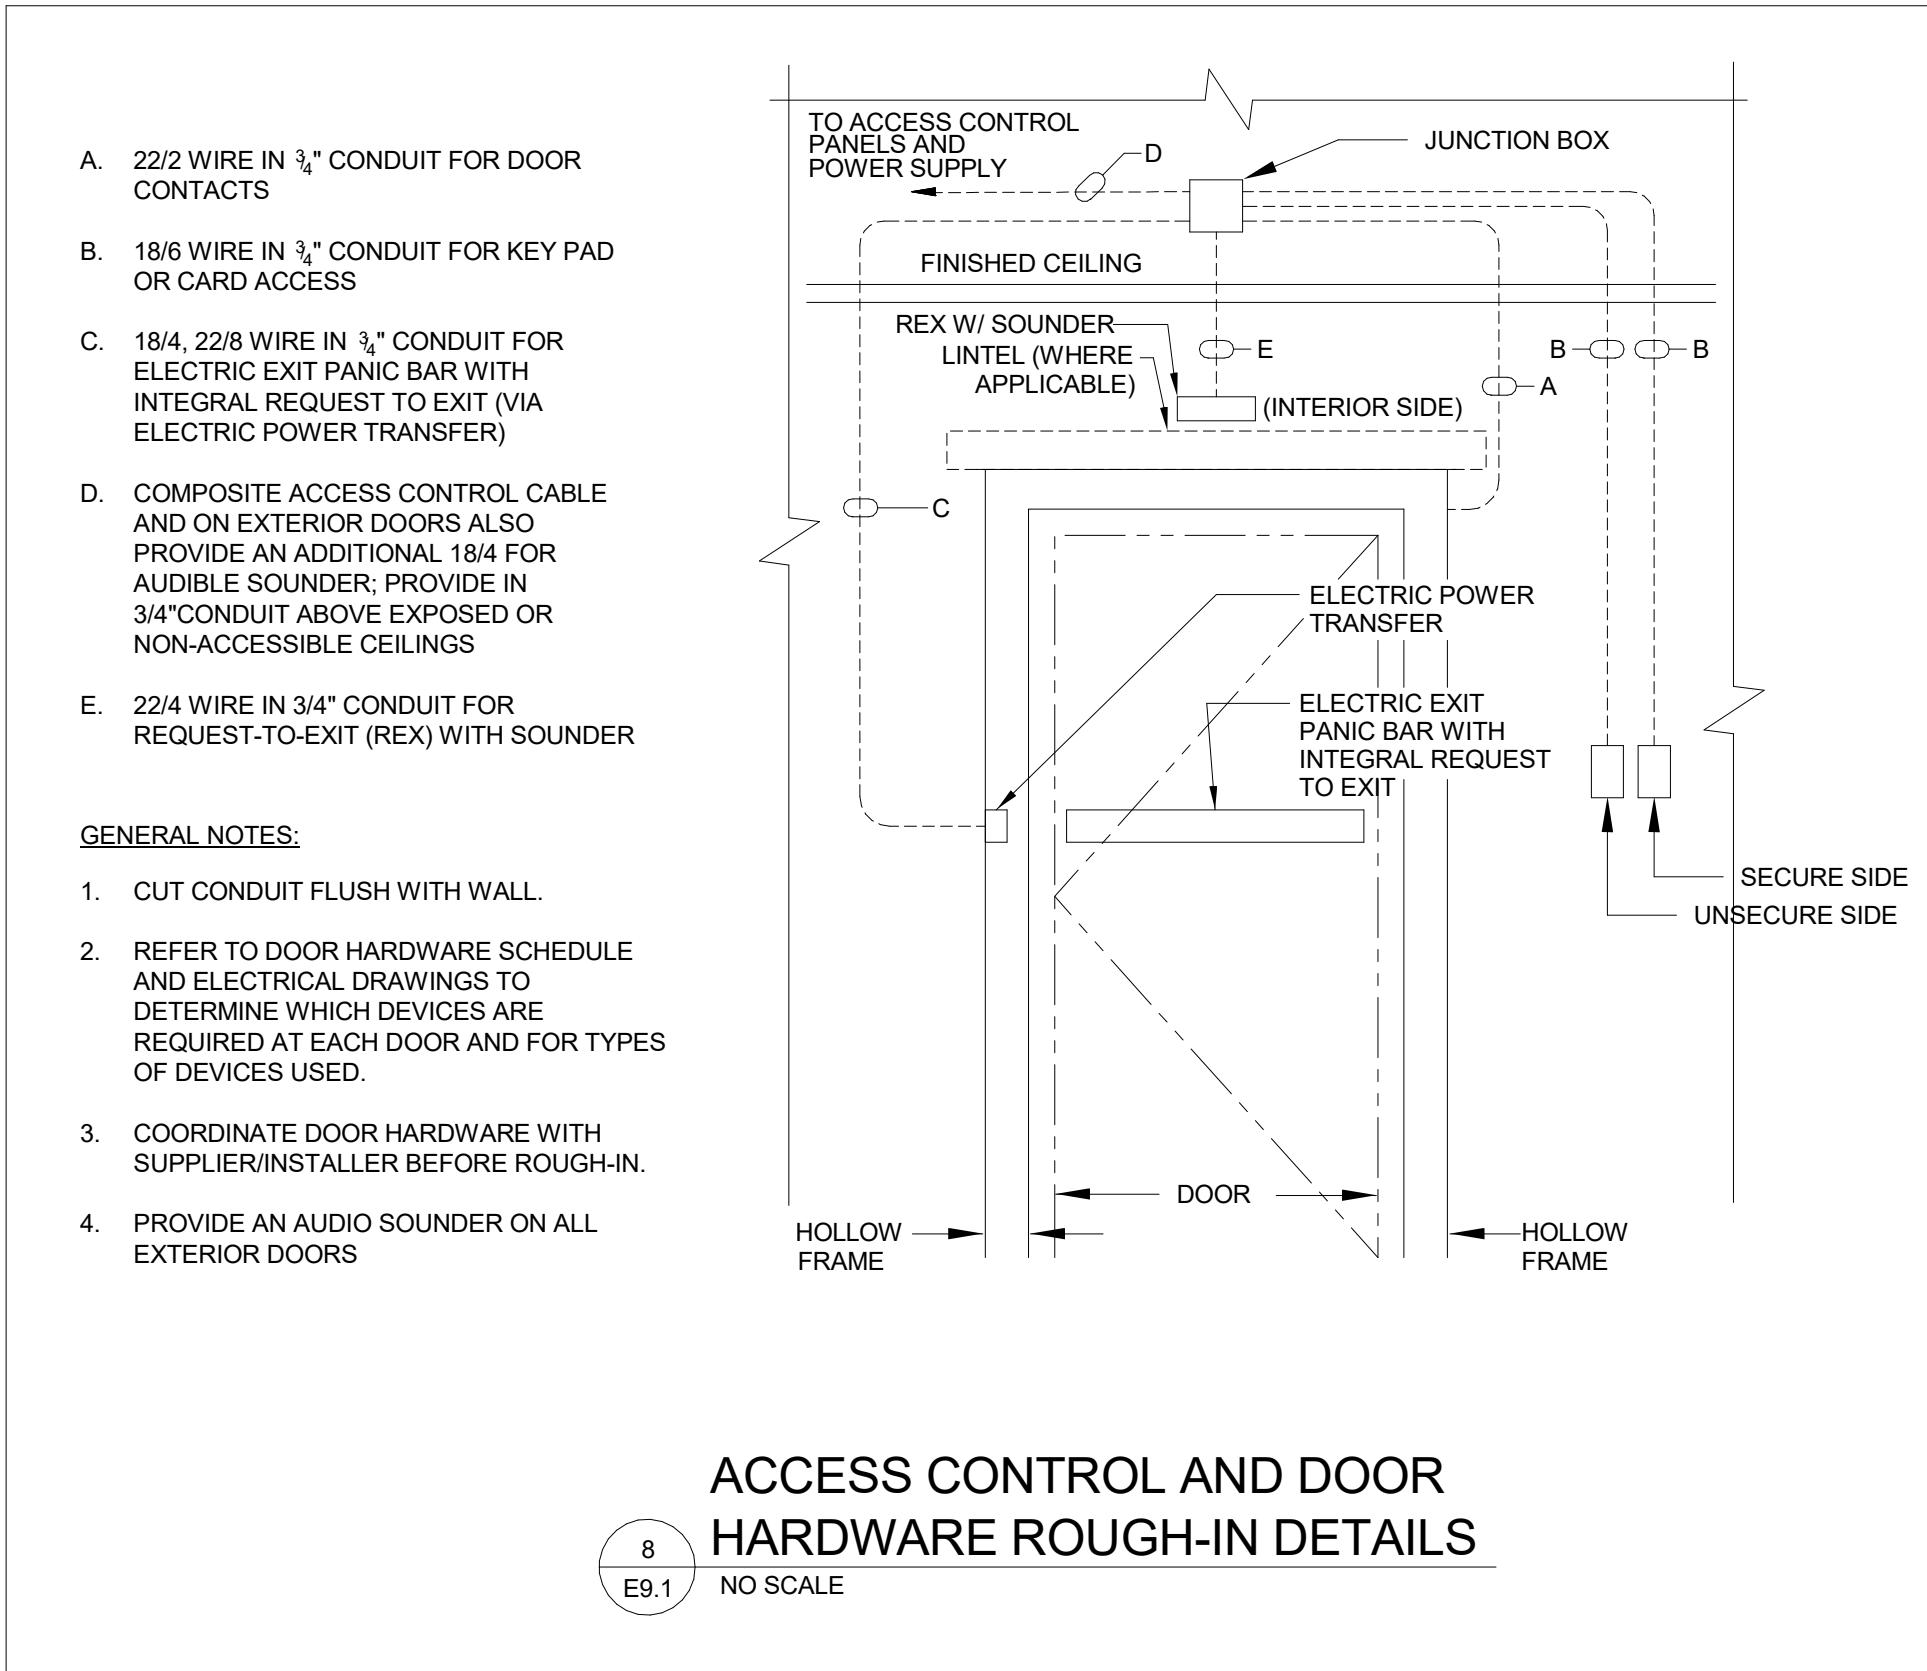 A. 22/2 WIRE IN 3/4" CONDUIT FOR DOOR
CONTACTS
B. 18/6 WIRE IN 3/4" CONDUIT FOR KEY PAD
OR CARD ACCESS
C. 18/4, 22/8 WIRE IN 3/4" CONDUIT FOR
ELECTRIC EXIT PANIC BAR WITH
INTEGRAL REQUEST TO EXIT (VIA
ELECTRIC POWER TRANSFER)
D. COMPOSITE ACCESS CONTROL CABLE
AND ON EXTERIOR DOORS ALSO
PROVIDE AN ADDITIONAL 18/4 FOR
AUDIBLE SOUNDER; PROVIDE IN
3/4"CONDUIT ABOVE EXPOSED OR
NON-ACCESSIBLE CEILINGS
E. 22/4 WIRE IN 3/4" CONDUIT FOR
REQUEST-TO-EXIT (REX) WITH SOUNDER
GENERAL NOTES:
1. CUT CONDUIT FLUSH WITH WALL.
2. REFER TO DOOR HARDWARE SCHEDULE
AND ELECTRICAL DRAWINGS TO
DETERMINE WHICH DEVICES ARE
REQUIRED AT EACH DOOR AND FOR TYPES
OF DEVICES USED.
3. COORDINATE DOOR HARDWARE WITH
SUPPLIER/INSTALLER BEFORE ROUGH-IN.
4. PROVIDE AN AUDIO SOUNDER ON ALL
EXTERIOR DOORS
TO ACCESS CONTROL
PANELS AND
POWER SUPPLY
D
JUNCTION BOX
FINISHED CEILING
REX W/ SOUNDER
LINTEL (WHERE
APPLICABLE)
E
B
B
A
(INTERIOR SIDE)
C
ELECTRIC POWER
TRANSFER
ELECTRIC EXIT
PANIC BAR WITH
INTEGRAL REQUEST
TO EXIT
SECURE SIDE
UNSECURE SIDE
DOOR
HOLLOW
FRAME
HOLLOW
FRAME
ACCESS CONTROL AND DOOR
HARDWARE ROUGH-IN DETAILS
8
E9.1
NO SCALE